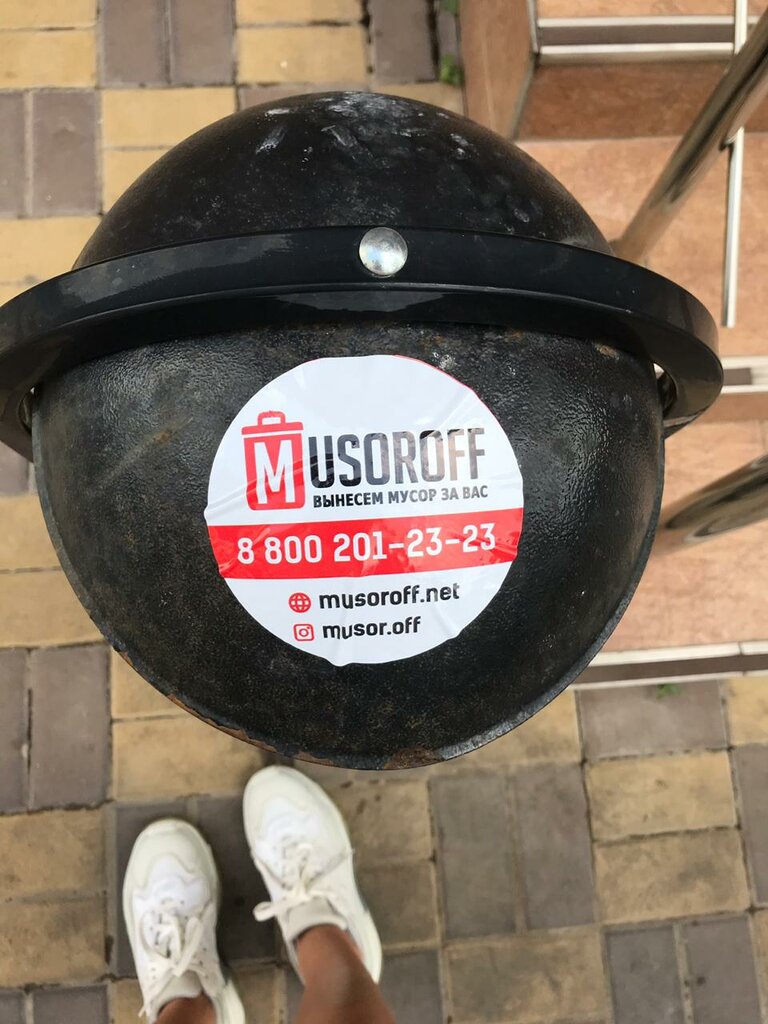 MUSOROFF
ВЫНЕСЕМ МУСОР ЗА ВАС
8 800 201-23-23
musoroff.net
musor.off